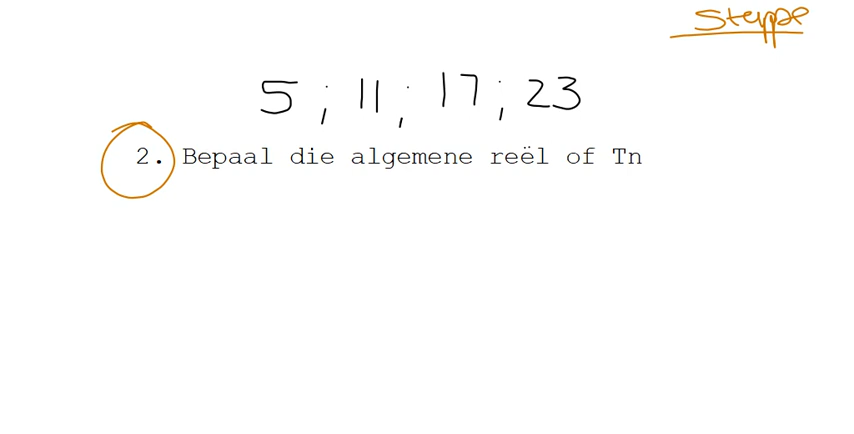 Steppe
5 ; 11 ; 17 ; 23
2. Bepaal die algemene reël of Tn